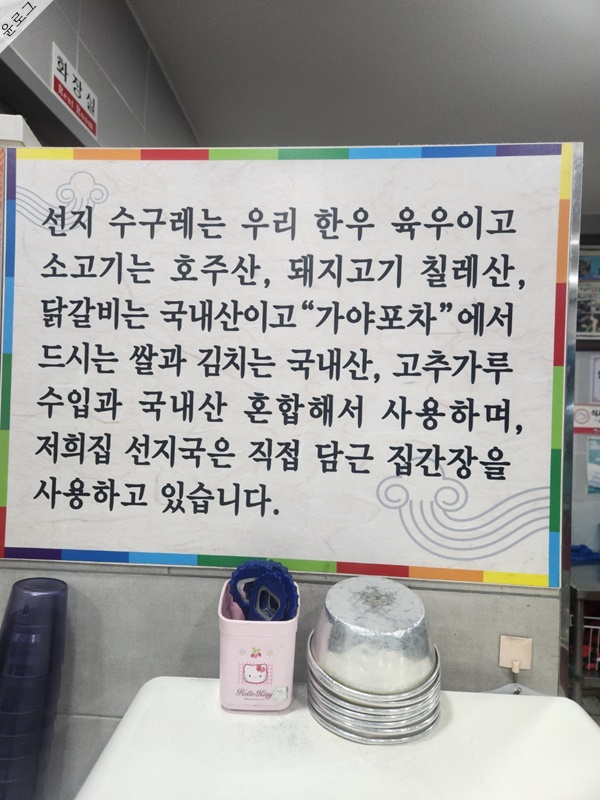 윤로그
화장실
Rest Room
선지 수구레는 우리 한우 육우이고
소고기는 호주산, 돼지고기 칠레산,
닭갈비는 국내산이고“가야포차”에서
드시는 쌀과 김치는 국내산, 고추가루
수입과 국내산 혼합해서 사용하며,
저희집 선지국은 직접 담근 집간장을
사용하고 있습니다.
Hello Kitty